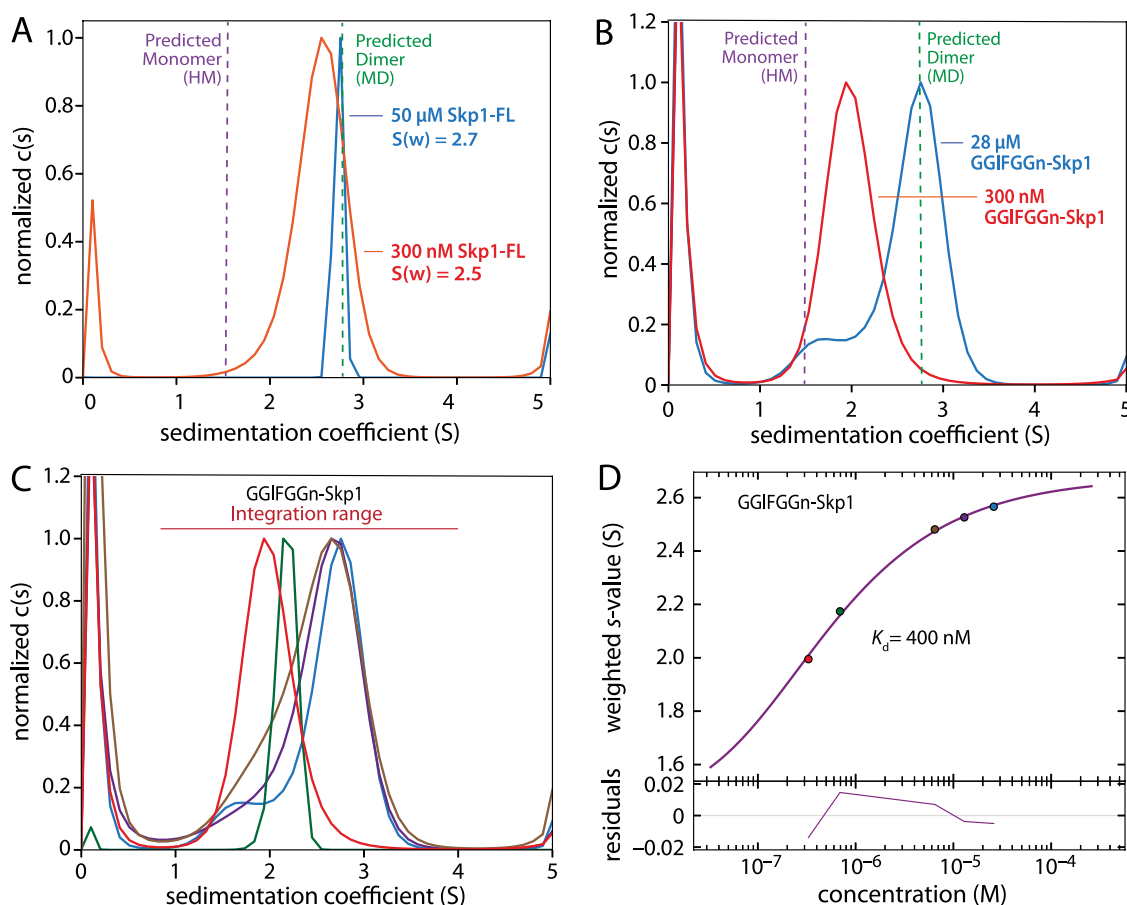 A
Predicted
Monomer
(HM)
Predicted
Dimer
(MD)
50 µM Skp1-FL
S(w) = 2.7
300 nM Skp1-FL
S(w) = 2.5
normalized c(s)
1.0
0.8
0.6
0.4
0.2
0
0 1 2 3 4 5
sedimentation coefficient (S)
B
Predicted
Monomer
(HM)
Predicted
Dimer
(MD)
28 µM
GGlFGGn-Skp1
300 nM
GGlFGGn-Skp1
normalized c(s)
1.2
1.0
0.8
0.6
0.4
0.2
0
0 1 2 3 4 5
sedimentation coefficient (S)
C
GGlFGGn-Skp1
Integration range
normalized c(s)
1.2
1.0
0.8
0.6
0.4
0.2
0
0 1 2 3 4 5
sedimentation coefficient (S)
D
GGlFGGn-Skp1
Kd= 400 nM
weighted s-value (S)
2.6
2.4
2.2
2.0
1.8
1.6
residuals
0.02
0
−0.02
10⁻⁷ 10⁻⁶ 10⁻⁵ 10⁻⁴
concentration (M)